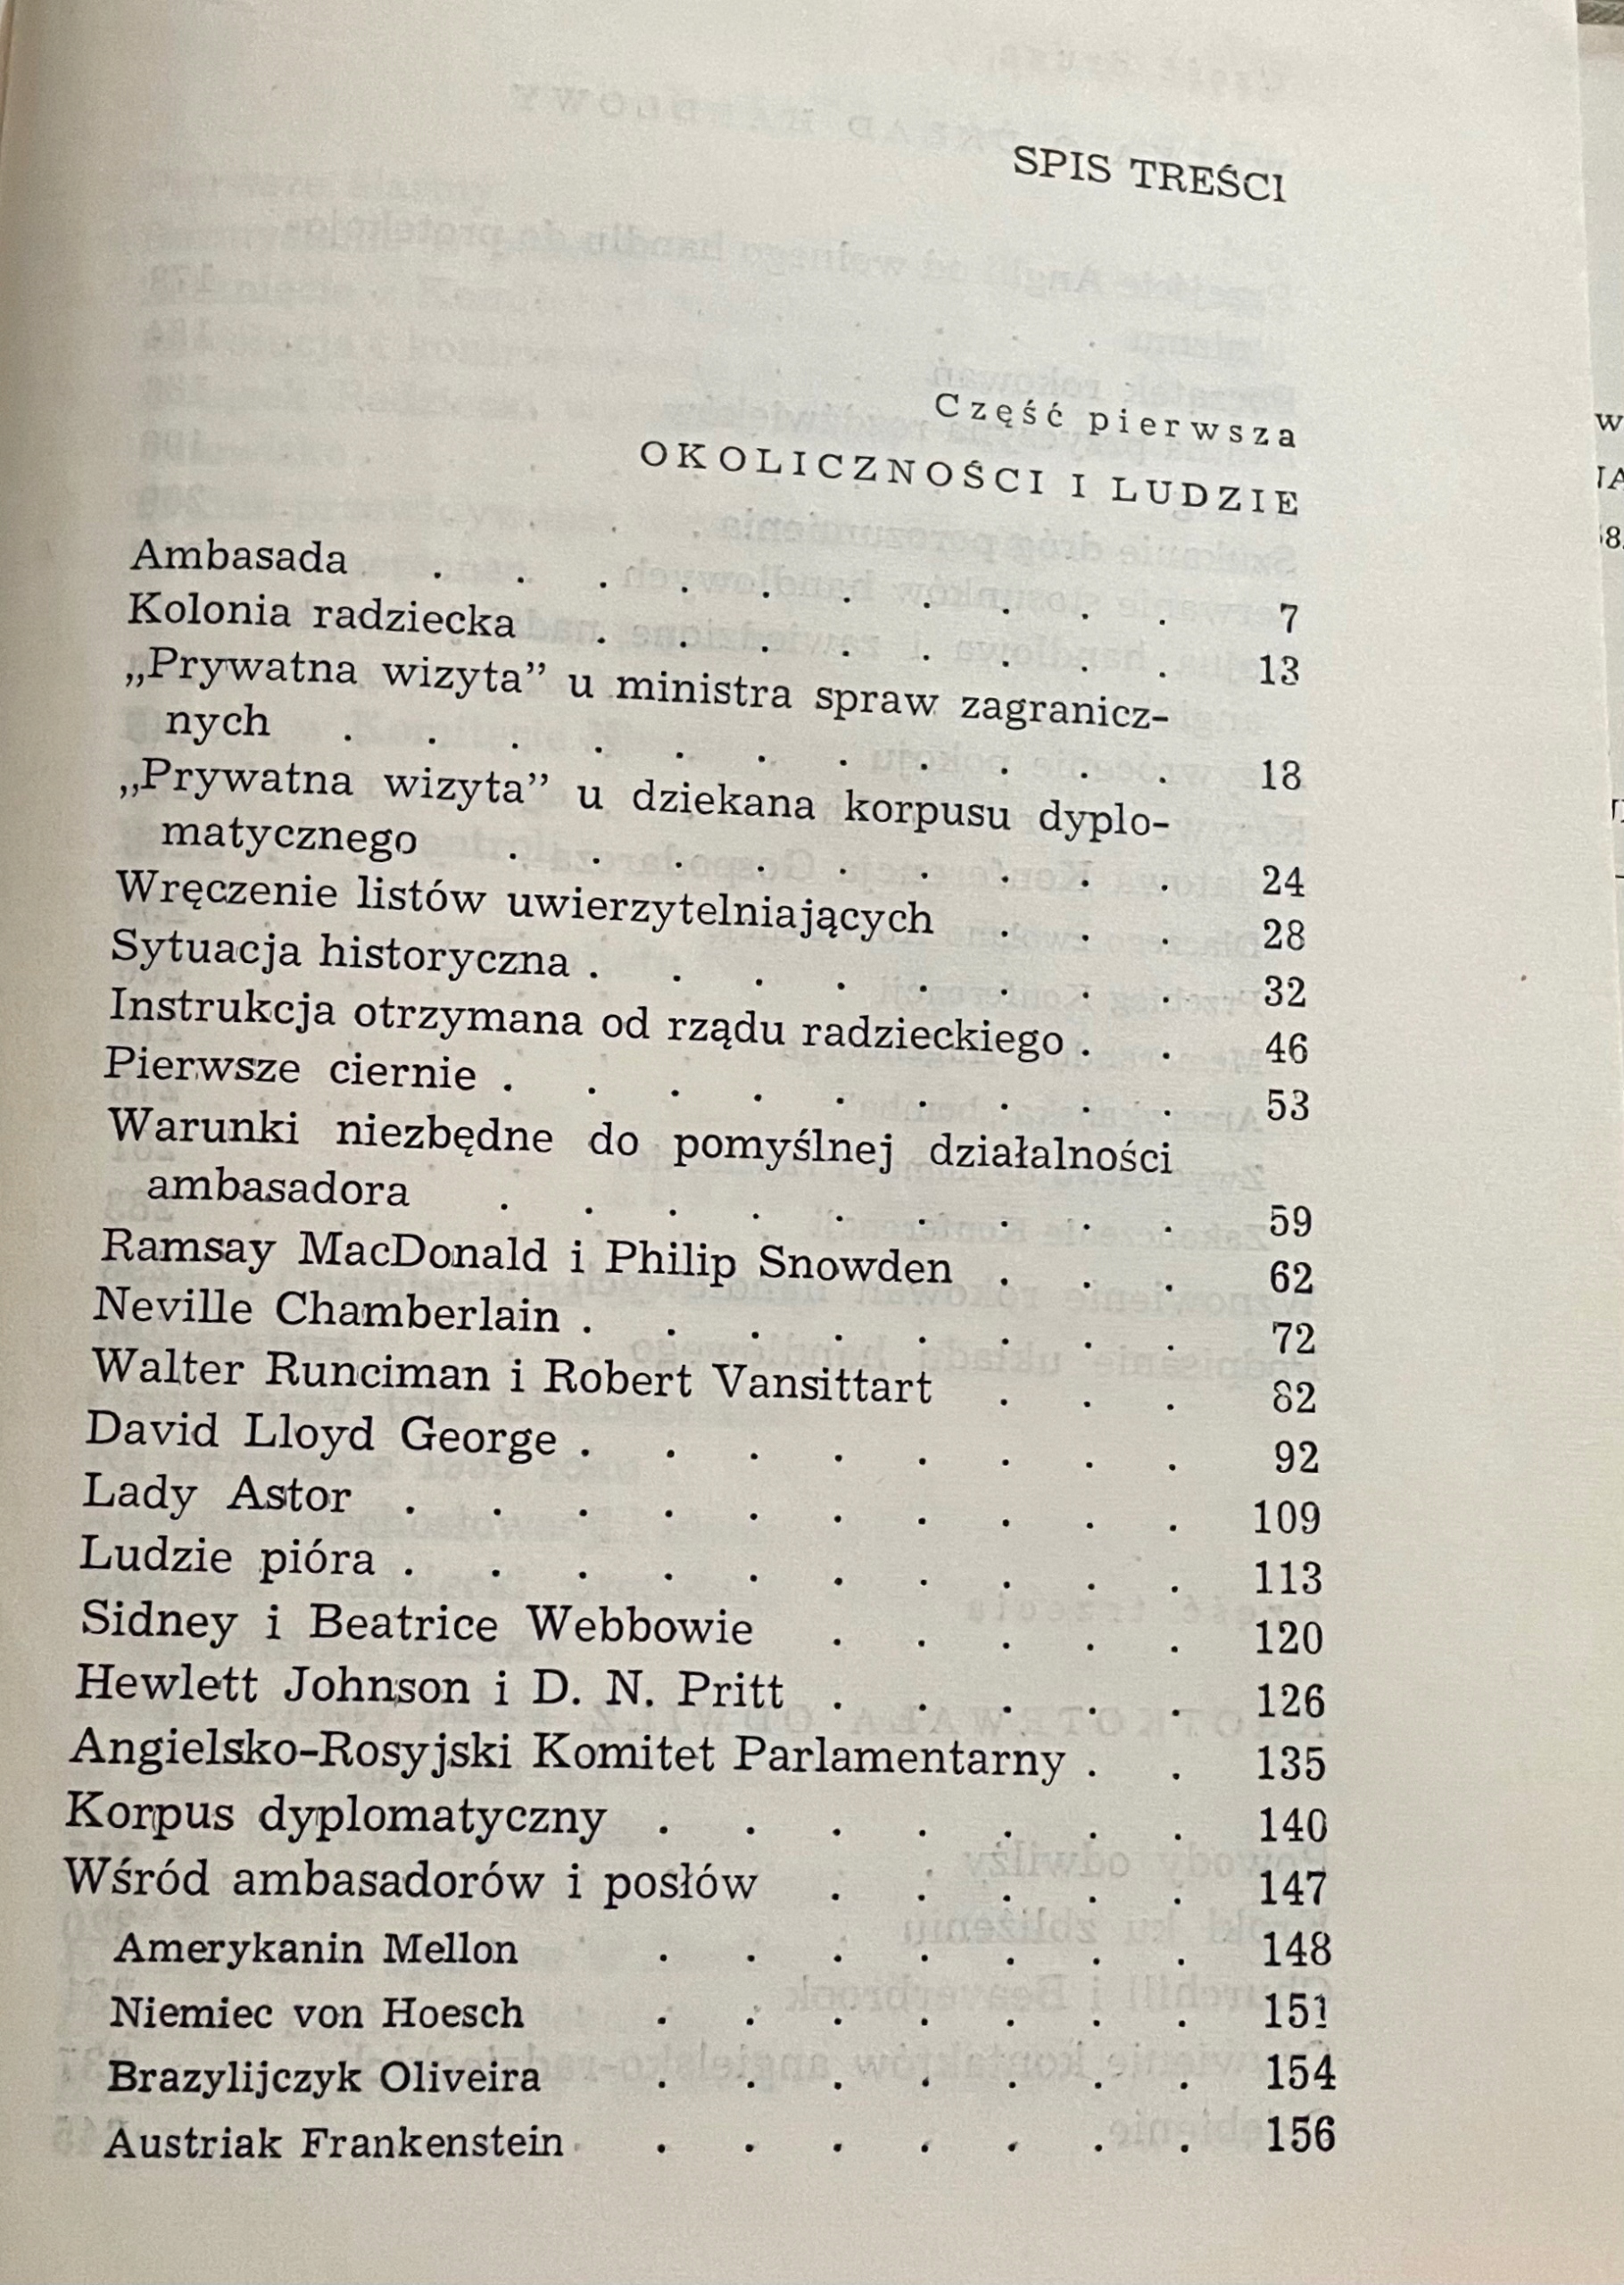 SPIS TREŚCI
Część pierwsza
OKOLICZNOŚCI I LUDZIE
Ambasada . . . . . . . . . . 7
Kolonia radziecka . . . . . . . . 13
„Prywatna wizyta” u ministra spraw zagranicz-
nych . . . . . . . . . . . 18
„Prywatna wizyta” u dziekana korpusu dyplo-
matycznego . . . . . . . . . 24
Wręczenie listów uwierzytelniających . . . 28
Sytuacja historyczna . . . . . . . . 32
Instrukcja otrzymana od rządu radzieckiego . . 46
Pierwsze ciernie . . . . . . . . . 53
Warunki niezbędne do pomyślnej działalności
ambasadora . . . . . . . . . 59
Ramsay MacDonald i Philip Snowden . . . 62
Neville Chamberlain . . . . . . . . 72
Walter Runciman i Robert Vansittart . . . 82
David Lloyd George . . . . . . . . 92
Lady Astor . . . . . . . . . . 109
Ludzie pióra . . . . . . . . . . 113
Sidney i Beatrice Webbowie . . . . . 120
Hewlett Johnson i D. N. Pritt . . . . . 126
Angielsko-Rosyjski Komitet Parlamentarny . . 135
Korpus dyplomatyczny . . . . . . . 140
Wśród ambasadorów i posłów . . . . . 147
Amerykanin Mellon . . . . . . . 148
Niemiec von Hoesch . . . . . . . 151
Brazylijczyk Oliveira . . . . . . . 154
Austriak Frankenstein . . . . . . . 156